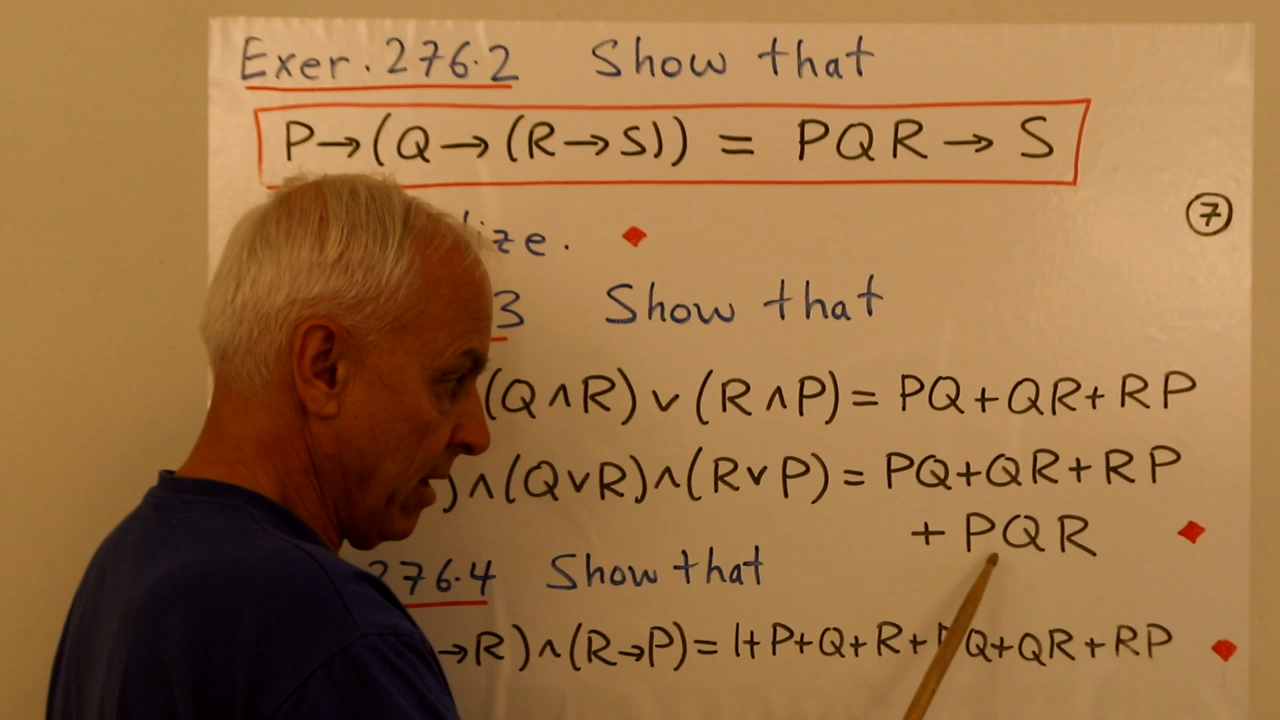 Exer. 276.2 Show that
P→(Q→(R→S)) = PQR → S
⑦
ize.
3 Show that
(Q∧R)∨(R∧P) = PQ+QR+RP
)∧(Q∨R)∧(R∨P) = PQ+QR+RP
+ PQR
276.4 Show that
→R)∧(R→P) = 1+P+Q+R+PQ+QR+RP